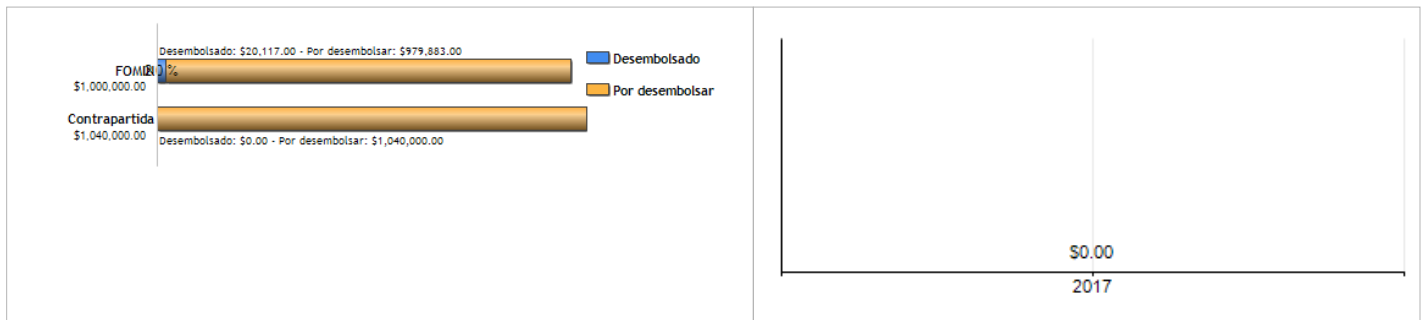 Desembolsado: $20,117.00 - Por desembolsar: $979,883.00
FOMIN
%
$1,000,000.00
Contrapartida
$1,040,000.00
Desembolsado: $0.00 - Por desembolsar: $1,040,000.00
Desembolsado
Por desembolsar
$0.00
2017